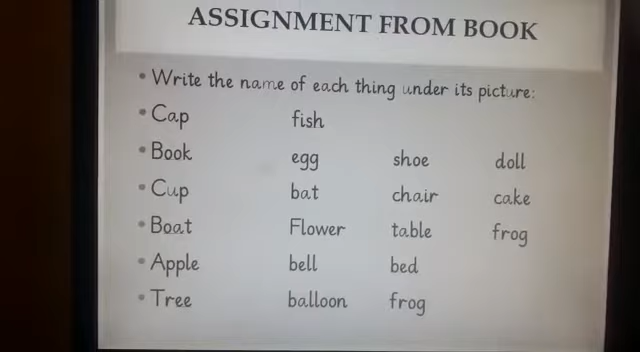 ASSIGNMENT FROM BOOK
• Write the name of each thing under its picture:
• Cap fish
• Book egg shoe doll
• Cup bat chair cake
• Boat Flower table frog
• Apple bell bed
• Tree balloon frog